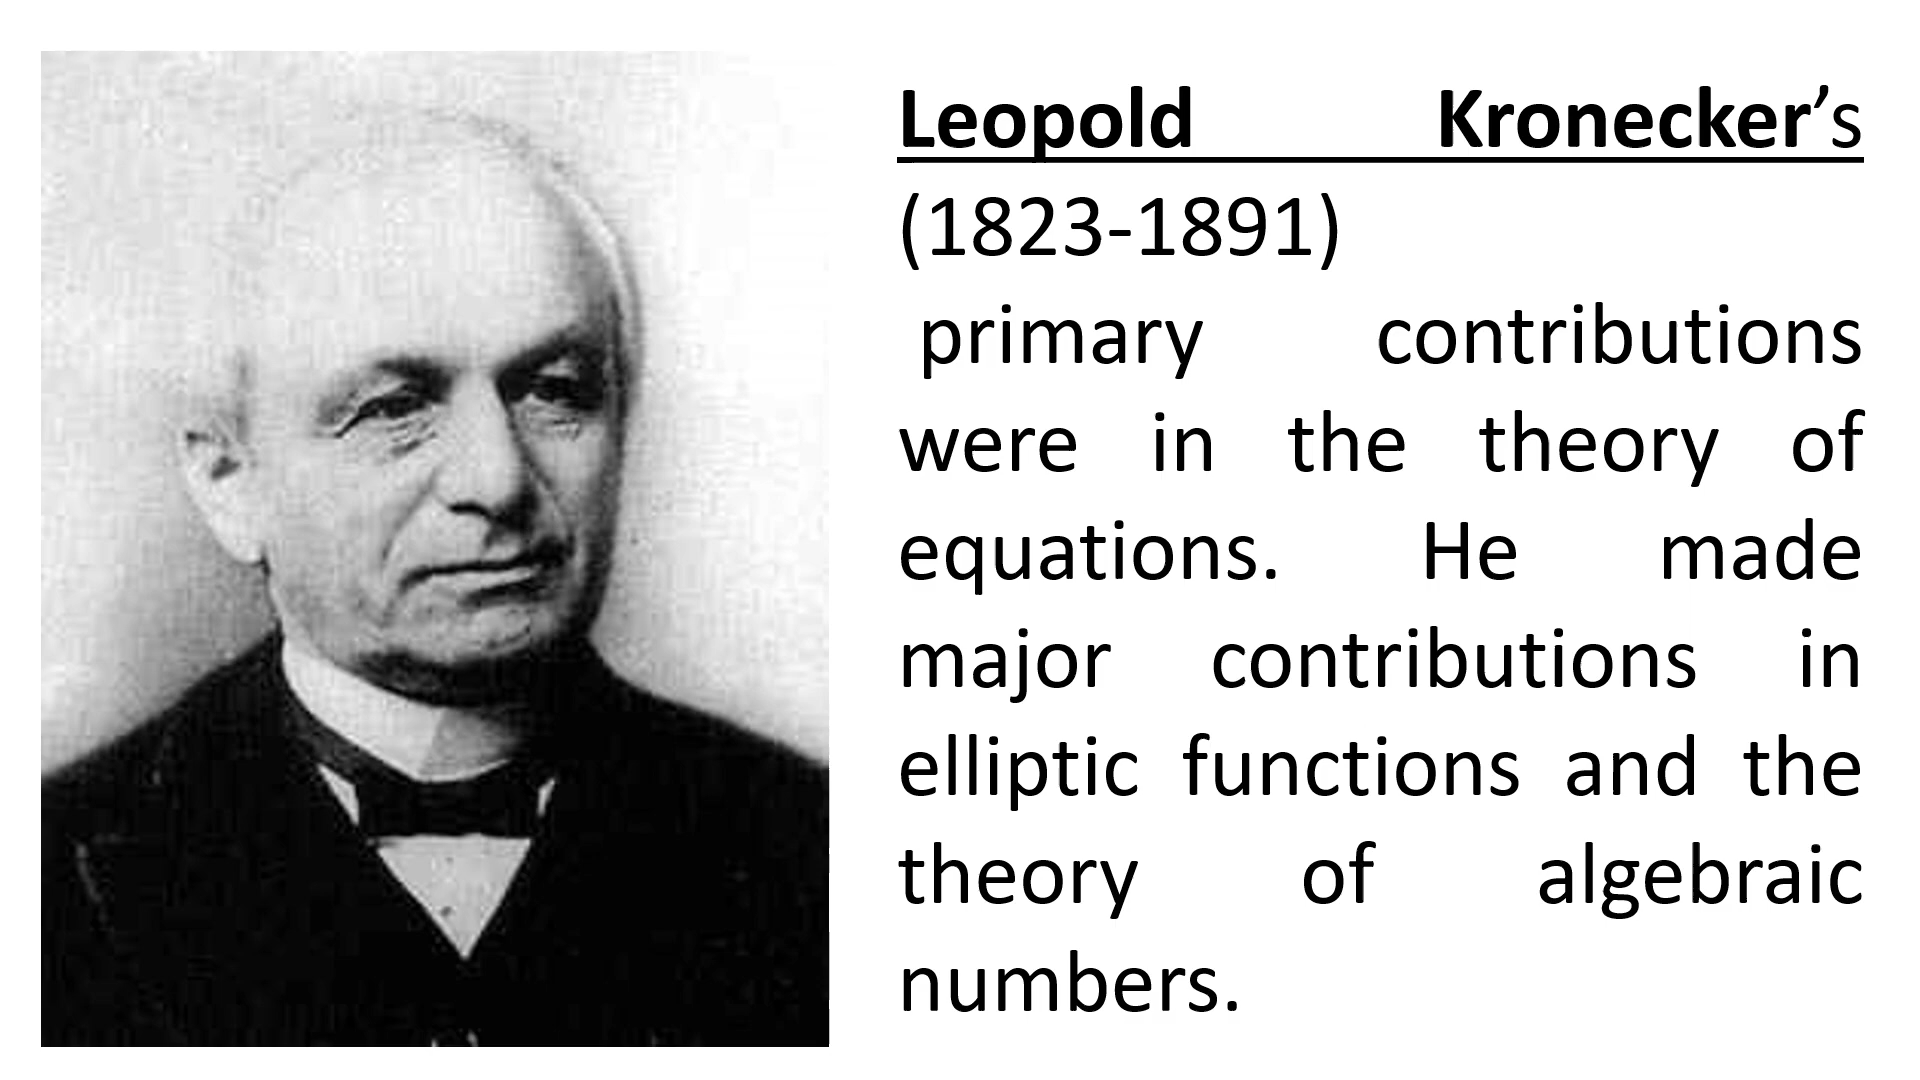 Leopold Kronecker’s
(1823-1891)
primary contributions
were in the theory of
equations. He made
major contributions in
elliptic functions and the
theory of algebraic
numbers.